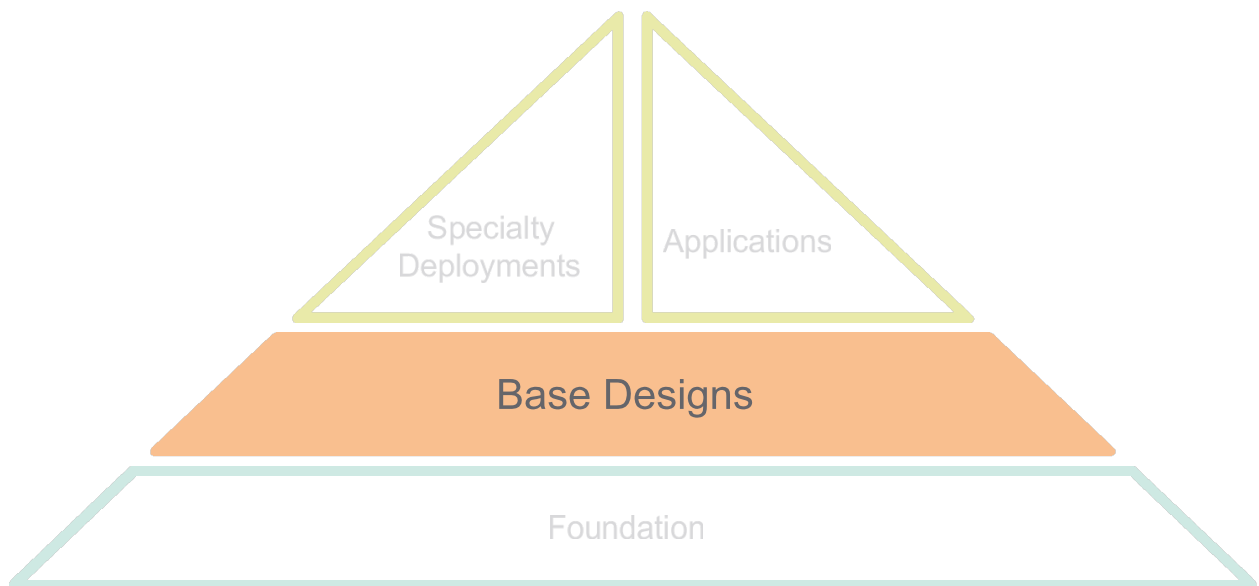 Specialty
Deployments
Applications
Base Designs
Foundation